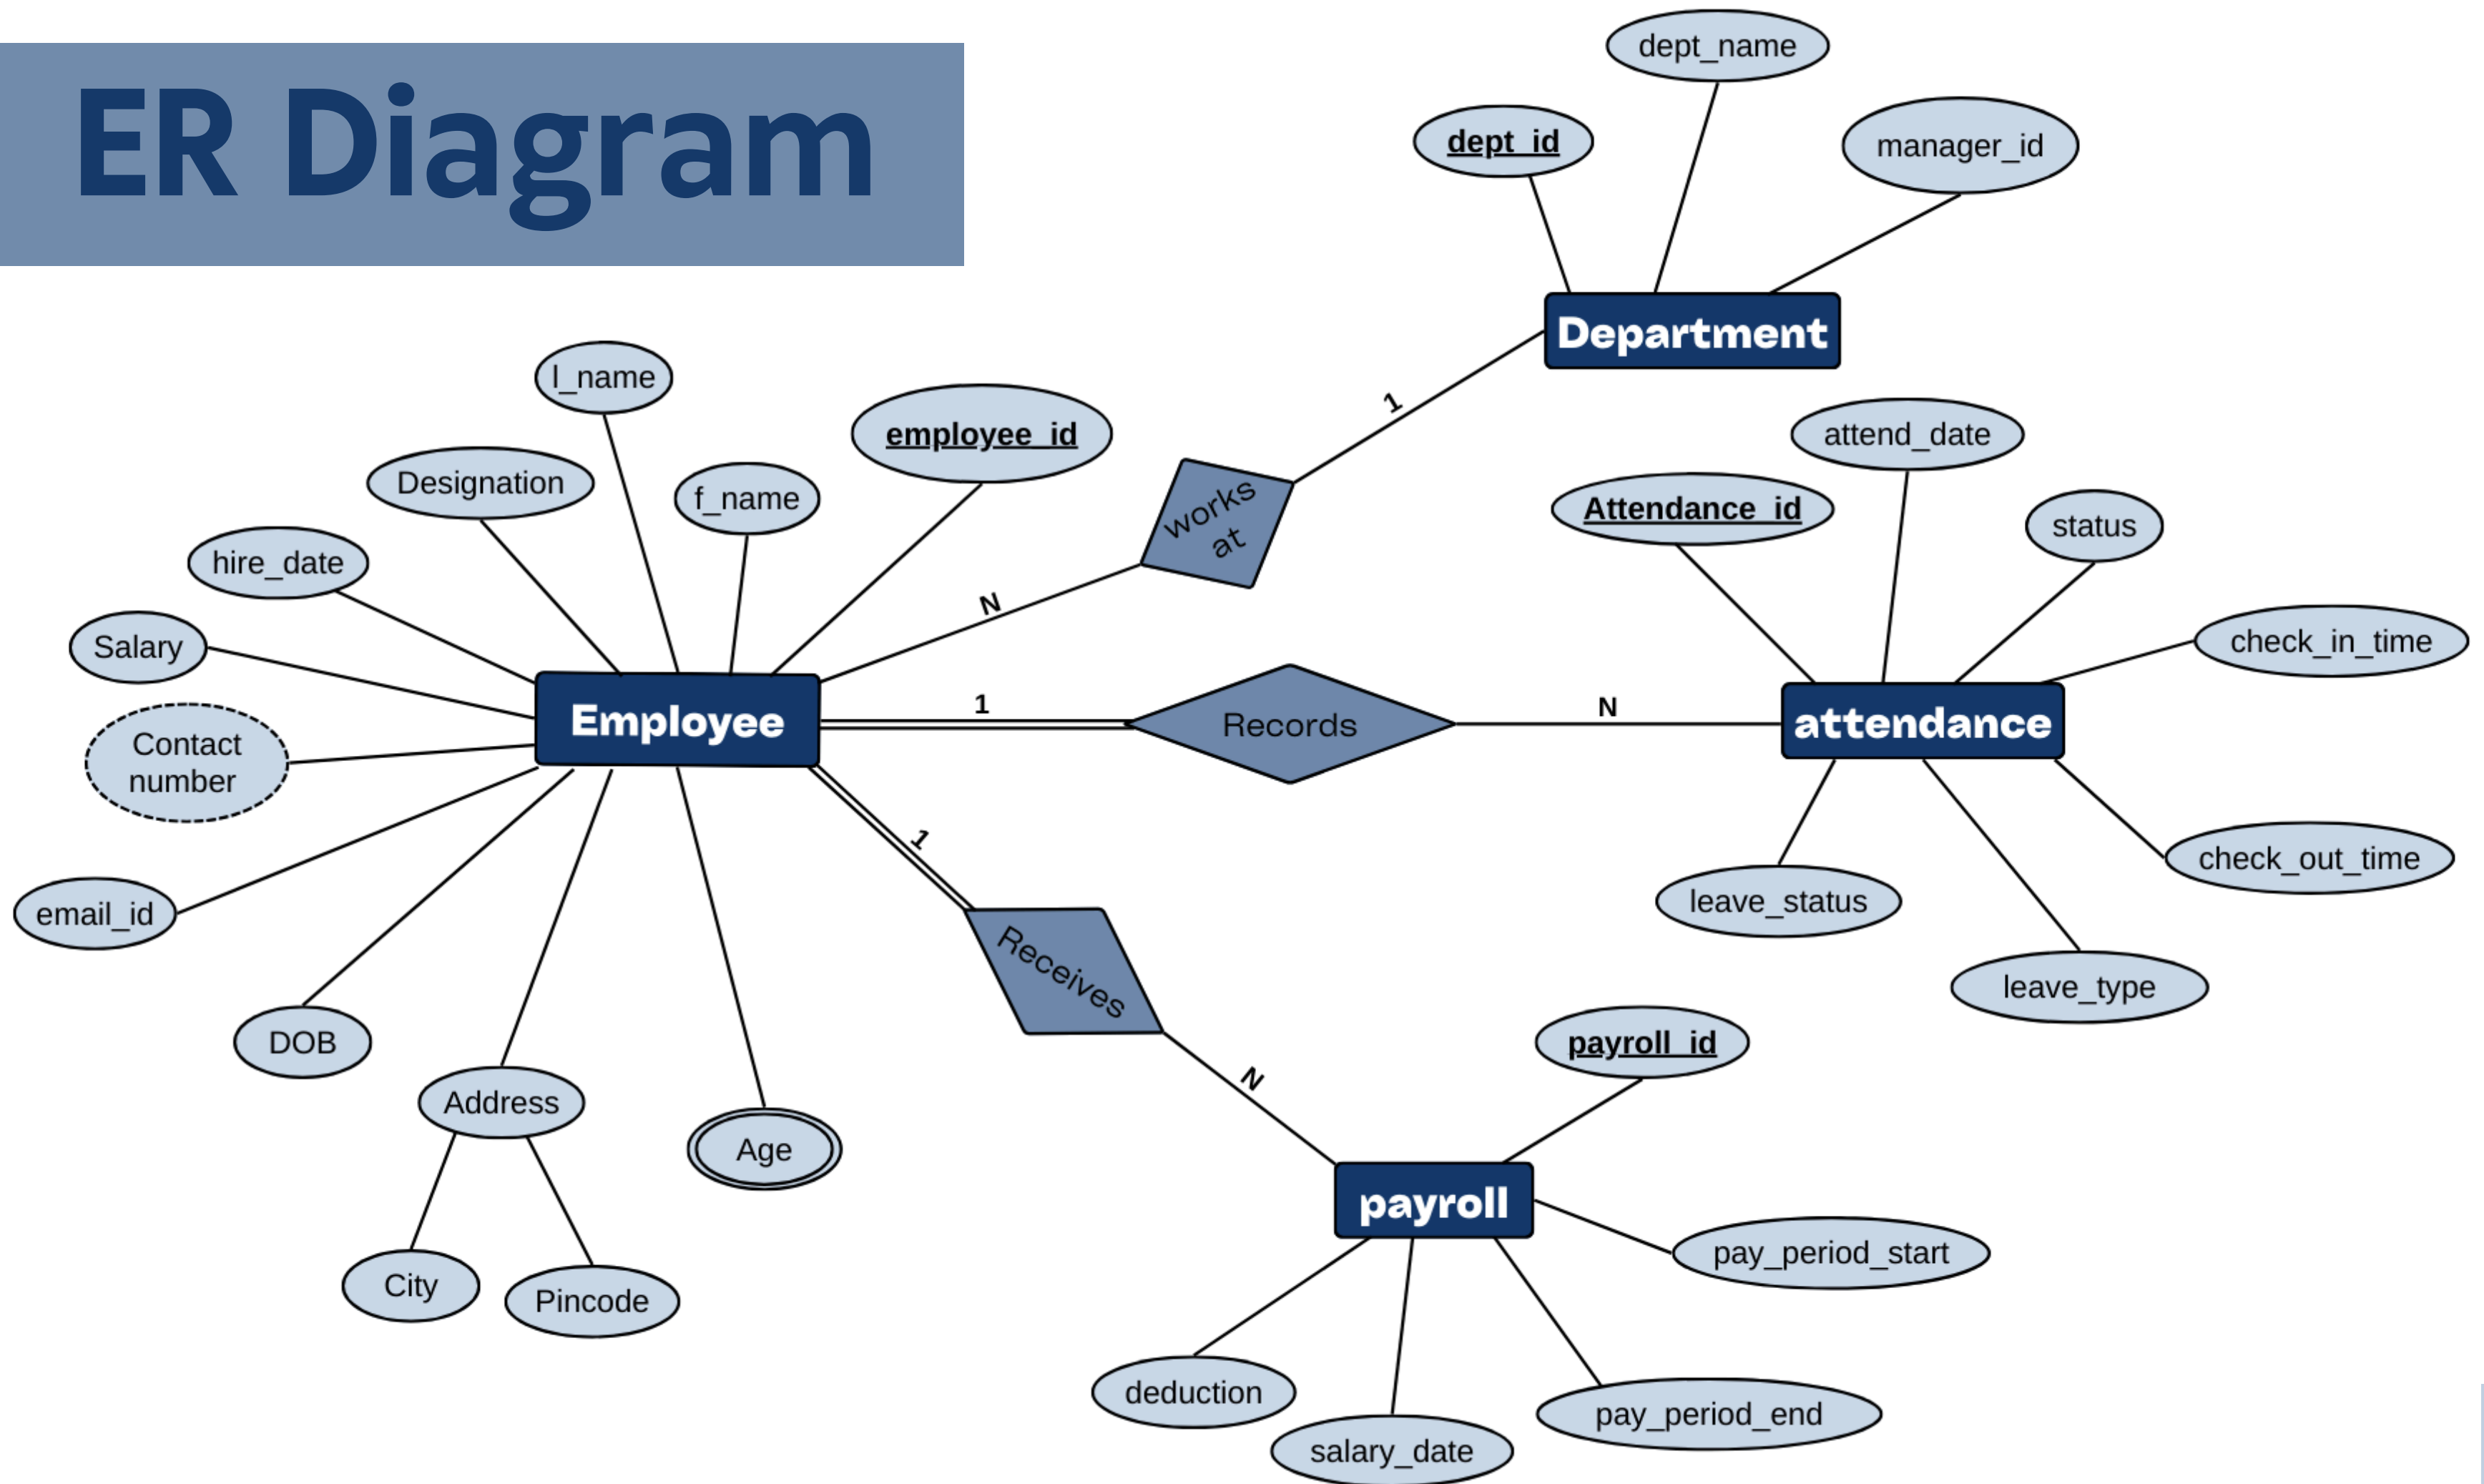 ER Diagram
dept_name
dept_id
manager_id
Department
1
works
at
N
l_name
employee_id
Designation
f_name
hire_date
Salary
Contact
number
email_id
DOB
Address
City
Pincode
Age
Employee
1
Records
N
attendance
attend_date
Attendance_id
status
check_in_time
check_out_time
leave_status
leave_type
1
Receives
N
payroll_id
payroll
pay_period_start
pay_period_end
deduction
salary_date